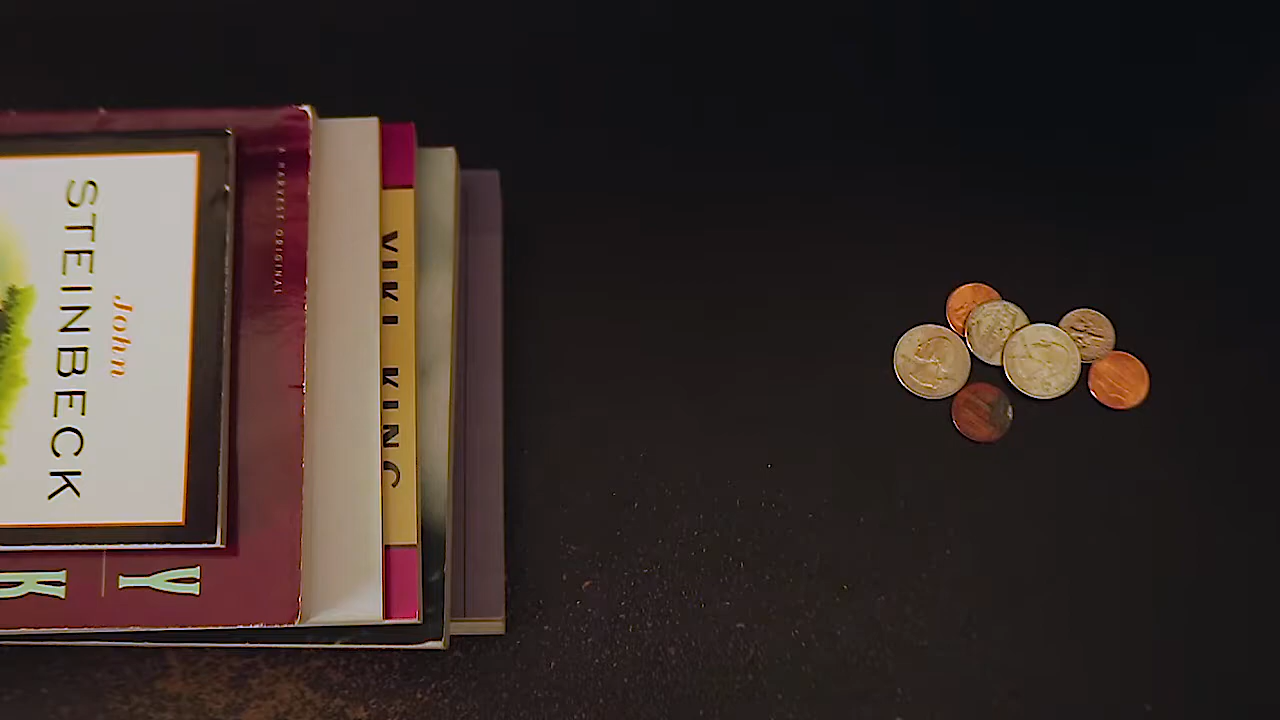 John
STEINBECK
A HARVEST ORIGINAL
Y
K
VIKI KING